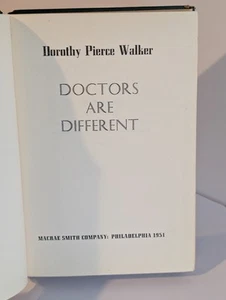 Dorothy Pierce Walker
DOCTORS
ARE
DIFFERENT
MACRAE SMITH COMPANY: PHILADELPHIA 1951